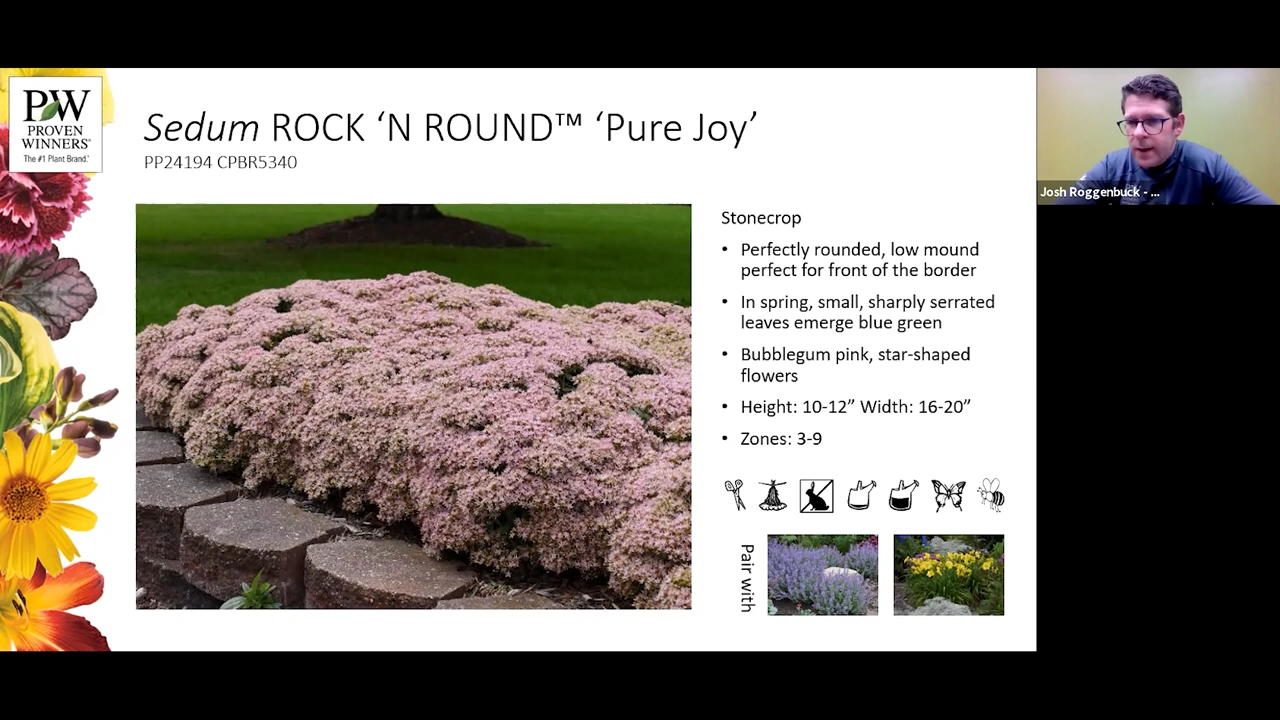 PW
PROVEN
WINNERS®
The #1 Plant Brand.
Sedum ROCK ‘N ROUND™ ‘Pure Joy’
PP24194 CPBR5340
Stonecrop
• Perfectly rounded, low mound
perfect for front of the border
• In spring, small, sharply serrated
leaves emerge blue green
• Bubblegum pink, star-shaped
flowers
• Height: 10-12” Width: 16-20”
• Zones: 3-9
Pair with
Josh Roggenbuck - ...